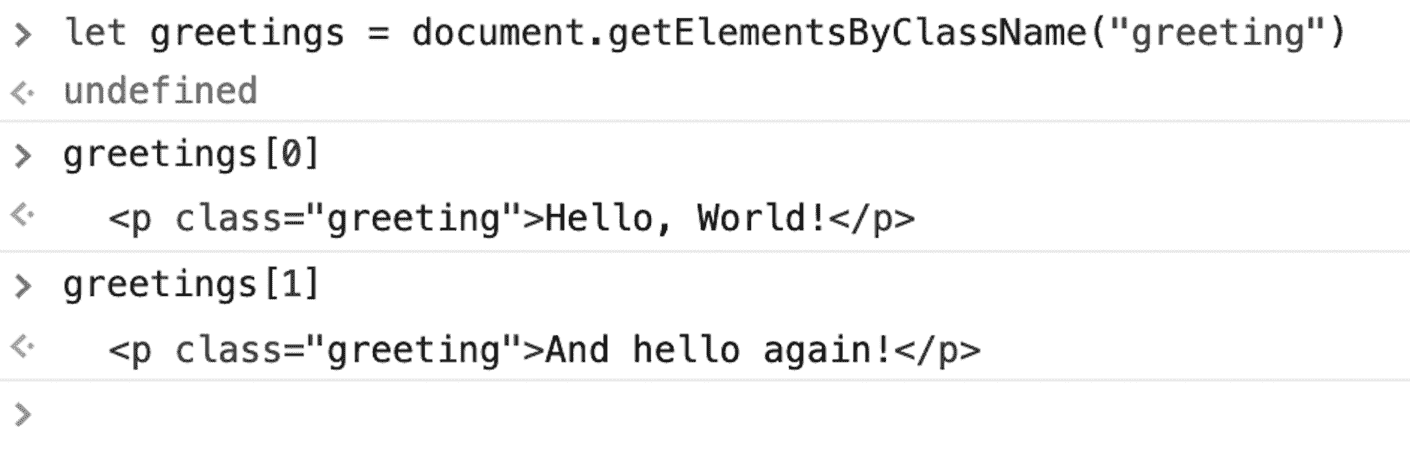 > let greetings = document.getElementsByClassName("greeting")
<· undefined
> greetings[0]
<· <p class="greeting">Hello, World!</p>
> greetings[1]
<· <p class="greeting">And hello again!</p>
>